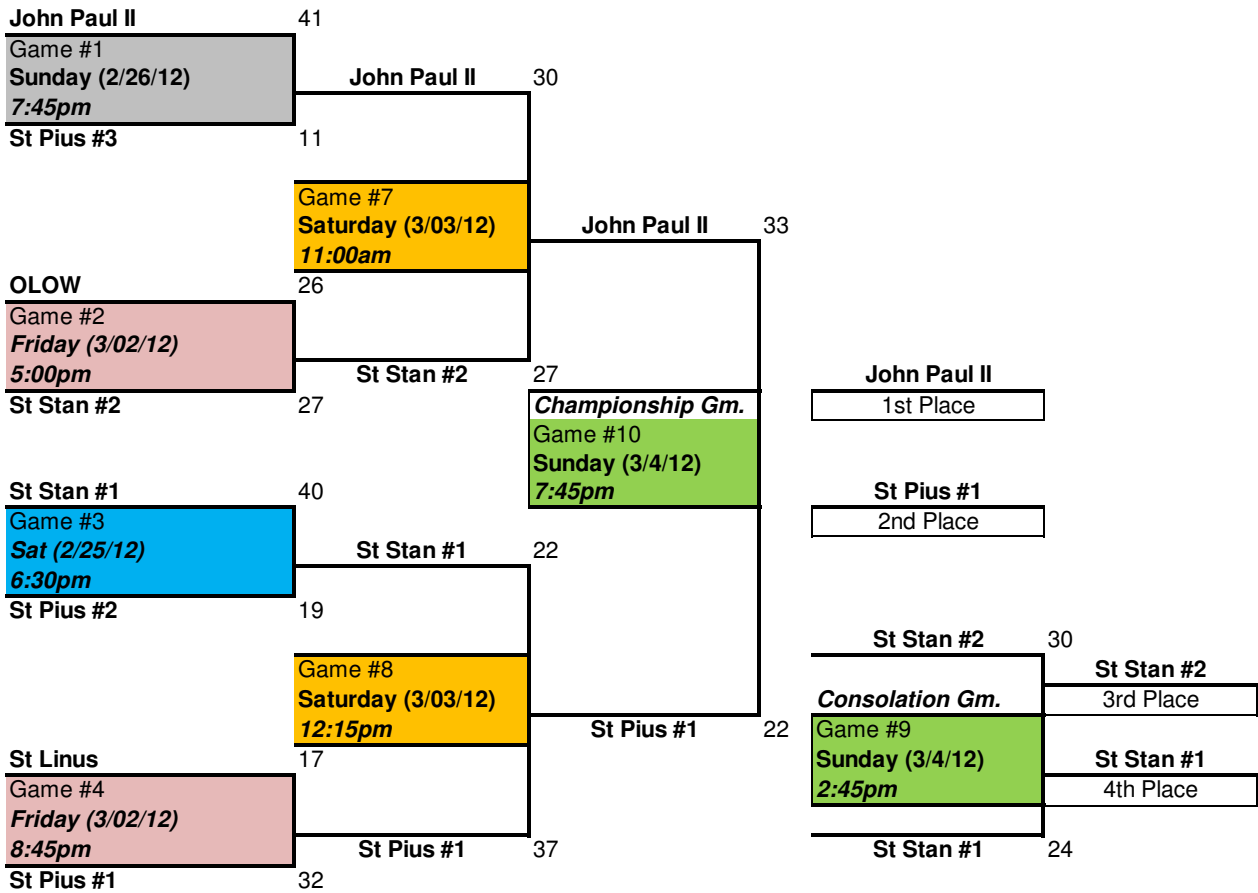 John Paul II 41
Game #1
Sunday (2/26/12) John Paul II 30
7:45pm
St Pius #3 11
Game #7
Saturday (3/03/12) John Paul II 33
11:00am
OLOW 26
Game #2
Friday (3/02/12)
5:00pm St Stan #2 27 John Paul II
St Stan #2 27 Championship Gm. 1st Place
Game #10
Sunday (3/4/12)
St Stan #1 40 7:45pm St Pius #1
Game #3 2nd Place
Sat (2/25/12) St Stan #1 22
6:30pm
St Pius #2 19
St Stan #2 30
Game #8 St Stan #2
Saturday (3/03/12) Consolation Gm. 3rd Place
12:15pm St Pius #1 22 Game #9
St Linus 17 Sunday (3/4/12) St Stan #1
Game #4 2:45pm 4th Place
Friday (3/02/12)
8:45pm St Pius #1 37 St Stan #1 24
St Pius #1 32